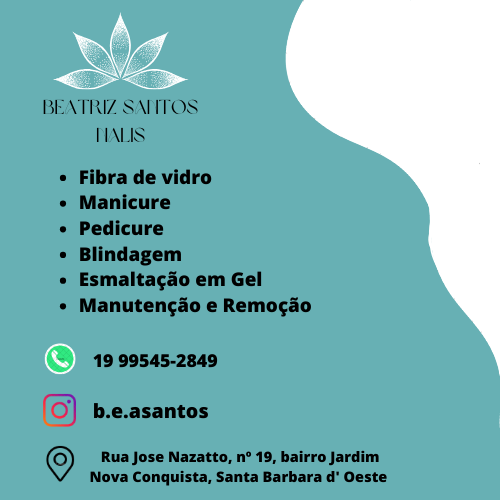 BEATRIZ SANTOS
NALIS
Fibra de vidro
Manicure
Pedicure
Blindagem
Esmaltação em Gel
Manutenção e Remoção
19 99545-2849
b.e.asantos
Rua Jose Nazatto, nº 19, bairro Jardim
Nova Conquista, Santa Barbara d' Oeste